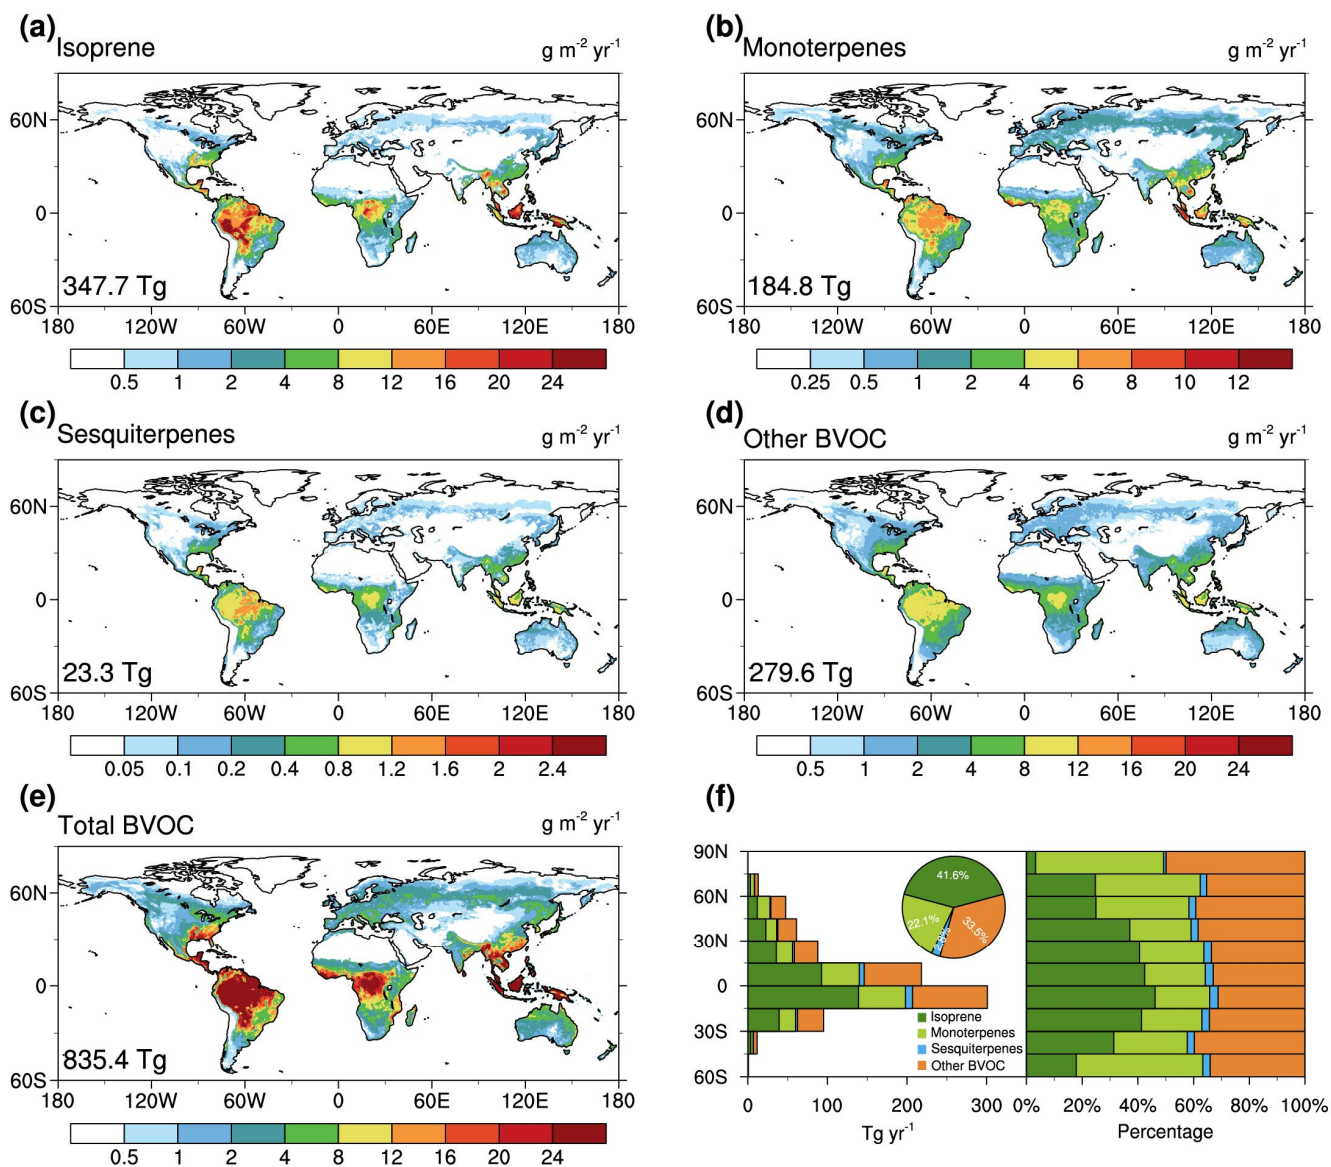 (a)
Isoprene g m⁻² yr⁻¹
60N
0
60S
347.7 Tg
180 120W 60W 0 60E 120E 180
0.5 1 2 4 8 12 16 20 24
(b)
Monoterpenes g m⁻² yr⁻¹
60N
0
60S
184.8 Tg
180 120W 60W 0 60E 120E 180
0.25 0.5 1 2 4 6 8 10 12
(c)
Sesquiterpenes g m⁻² yr⁻¹
60N
0
60S
23.3 Tg
180 120W 60W 0 60E 120E 180
0.05 0.1 0.2 0.4 0.8 1.2 1.6 2 2.4
(d)
Other BVOC g m⁻² yr⁻¹
60N
0
60S
279.6 Tg
180 120W 60W 0 60E 120E 180
0.5 1 2 4 8 12 16 20 24
(e)
Total BVOC g m⁻² yr⁻¹
60N
0
60S
835.4 Tg
180 120W 60W 0 60E 120E 180
0.5 1 2 4 8 12 16 20 24
(f)
90N
60N
30N
0
30S
60S
41.6%
22.1%
2.8%
33.5%
Isoprene
Monoterpenes
Sesquiterpenes
Other BVOC
0 100 200 300 0% 20% 40% 60% 80% 100%
Tg yr⁻¹ Percentage